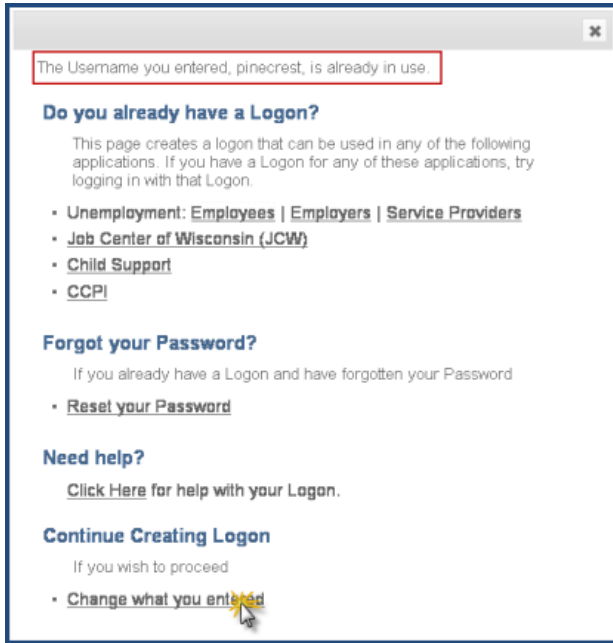 The Username you entered, pinecrest, is already in use.
Do you already have a Logon?
This page creates a logon that can be used in any of the following
applications. If you have a Logon for any of these applications, try
logging in with that Logon.
▪ Unemployment: Employees | Employers | Service Providers
▪ Job Center of Wisconsin (JCW)
▪ Child Support
▪ CCPI
Forgot your Password?
If you already have a Logon and have forgotten your Password
▪ Reset your Password
Need help?
Click Here for help with your Logon.
Continue Creating Logon
If you wish to proceed
▪ Change what you entered